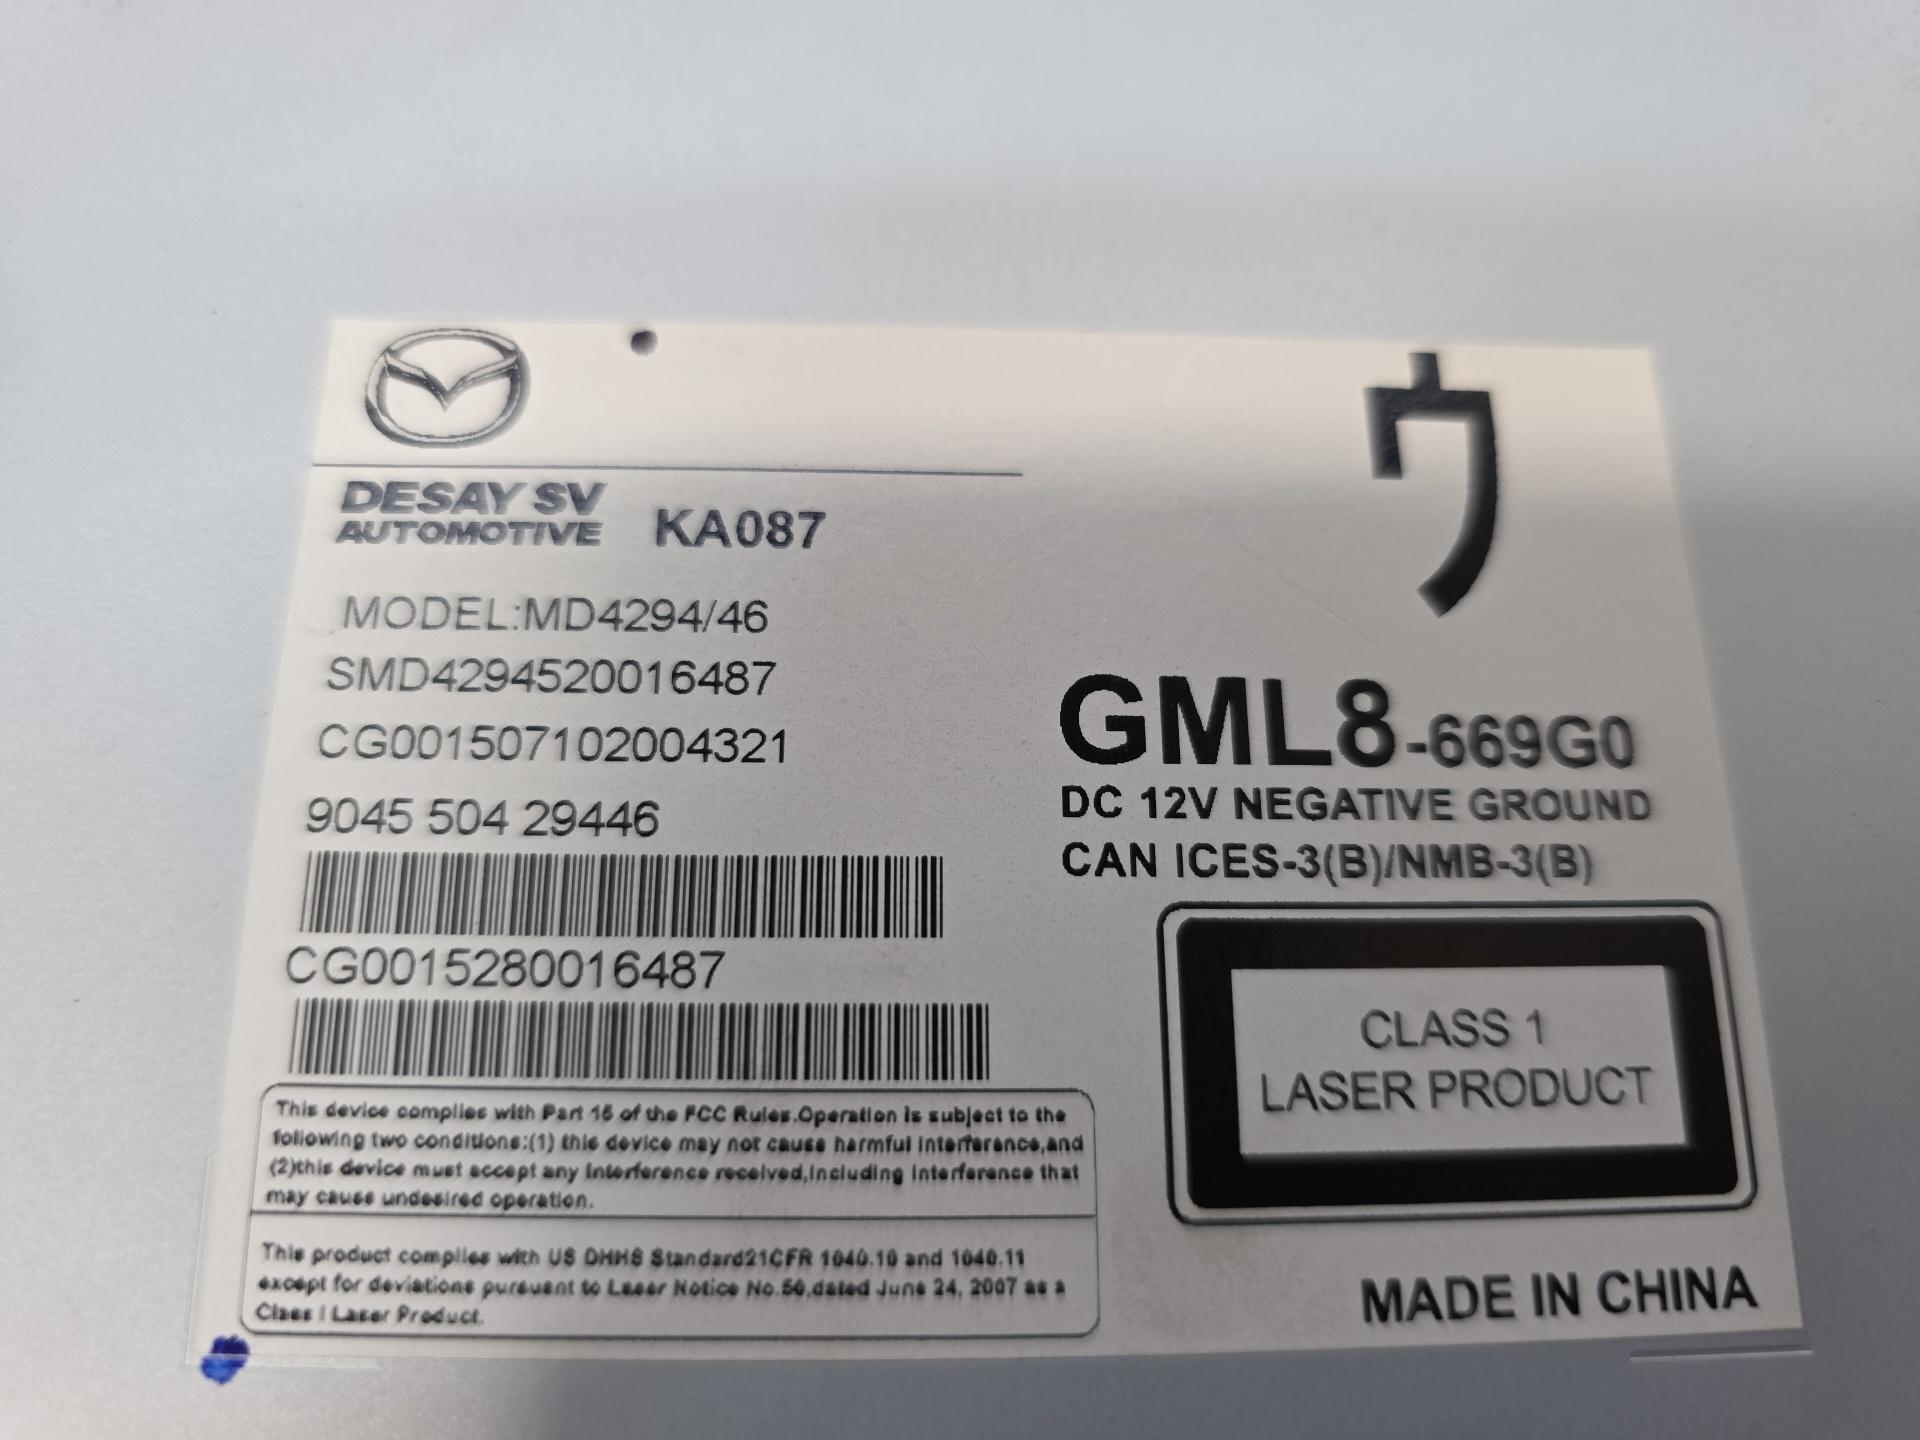 DESAY SV
AUTOMOTIVE KA087
MODEL:MD4294/46
SMD4294520016487
CG001507102004321
9045 504 29446
CG0015280016487
This device complies with Part 15 of the FCC Rules.Operation is subject to the
following two conditions:(1) this device may not cause harmful interference,and
(2)this device must accept any interference received,including interference that
may cause undesired operation.
This product complies with US DHHS Standard21CFR 1040.10 and 1040.11
except for deviations pursuant to Laser Notice No.50,dated June 24, 2007 as a
Class I Laser Product.
ウ
GML8-669G0
DC 12V NEGATIVE GROUND
CAN ICES-3(B)/NMB-3(B)
CLASS 1
LASER PRODUCT
MADE IN CHINA